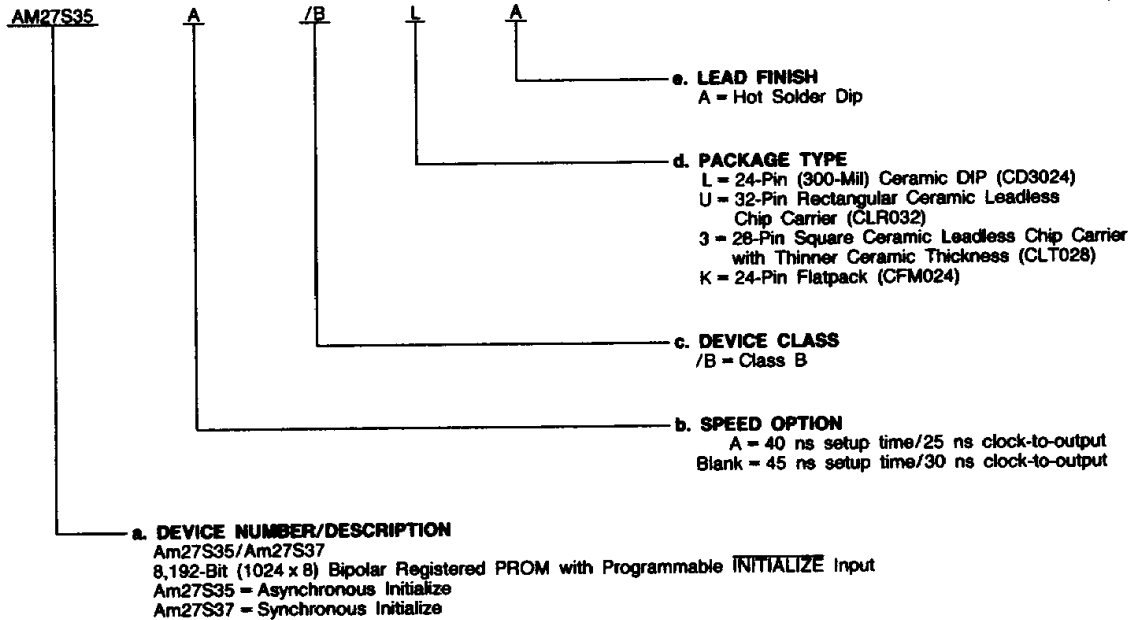 AM27S35 A /B L A
e. LEAD FINISH
A = Hot Solder Dip
d. PACKAGE TYPE
L = 24-Pin (300-Mil) Ceramic DIP (CD3024)
U = 32-Pin Rectangular Ceramic Leadless
Chip Carrier (CLR032)
3 = 28-Pin Square Ceramic Leadless Chip Carrier
with Thinner Ceramic Thickness (CLT028)
K = 24-Pin Flatpack (CFM024)
c. DEVICE CLASS
/B = Class B
b. SPEED OPTION
A = 40 ns setup time/25 ns clock-to-output
Blank = 45 ns setup time/30 ns clock-to-output
a. DEVICE NUMBER/DESCRIPTION
Am27S35/Am27S37
8,192-Bit (1024 x 8) Bipolar Registered PROM with Programmable INITIALIZE Input
Am27S35 = Asynchronous Initialize
Am27S37 = Synchronous Initialize